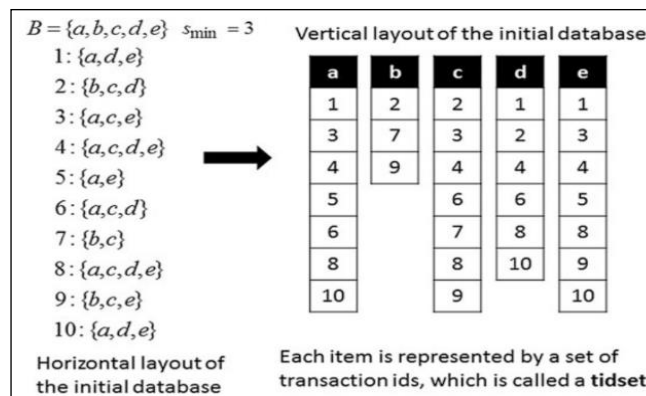 B = {a,b,c,d,e} s_min = 3
1: {a,d,e}
2: {b,c,d}
3: {a,c,e}
4: {a,c,d,e}
5: {a,e}
6: {a,c,d}
7: {b,c}
8: {a,c,d,e}
9: {b,c,e}
10: {a,d,e}
Horizontal layout of
the initial database
Vertical layout of the initial database
a b c d e
1 2 2 1 1
3 7 3 2 3
4 9 4 4 4
5 6 6 5
6 7 8 8
8 8 10 9
10 9 10
Each item is represented by a set of
transaction ids, which is called a tidset